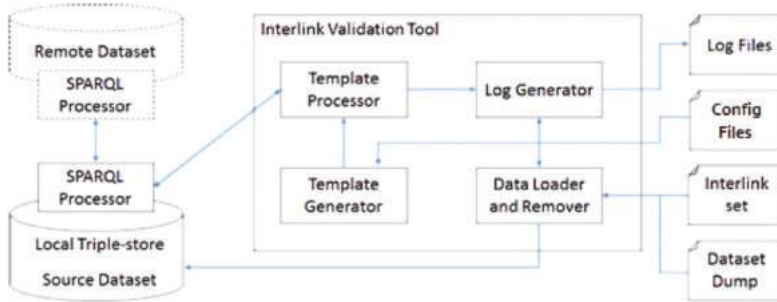 Remote Dataset
SPARQL
Processor
SPARQL
Processor
Local Triple-store
Source Dataset
Interlink Validation Tool
Template
Processor
Log Generator
Template
Generator
Data Loader
and Remover
Log Files
Config
Files
Interlink
set
Dataset
Dump